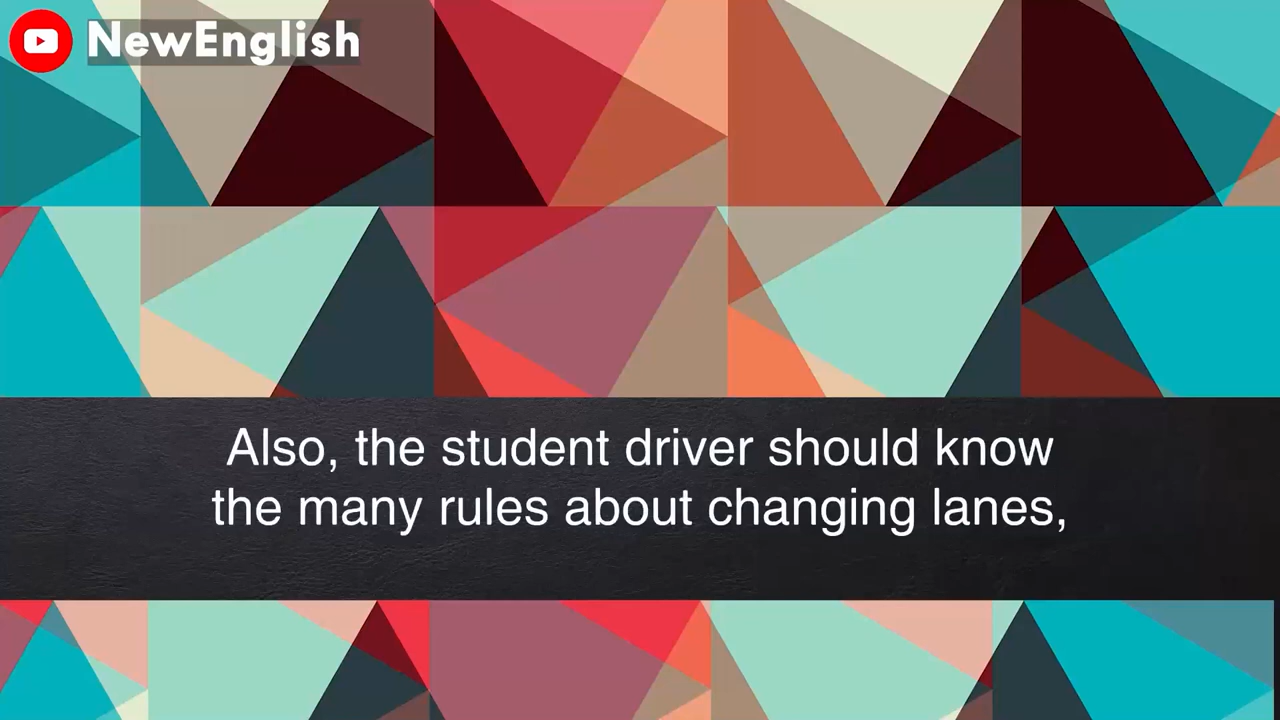 NewEnglish
Also, the student driver should know
the many rules about changing lanes,